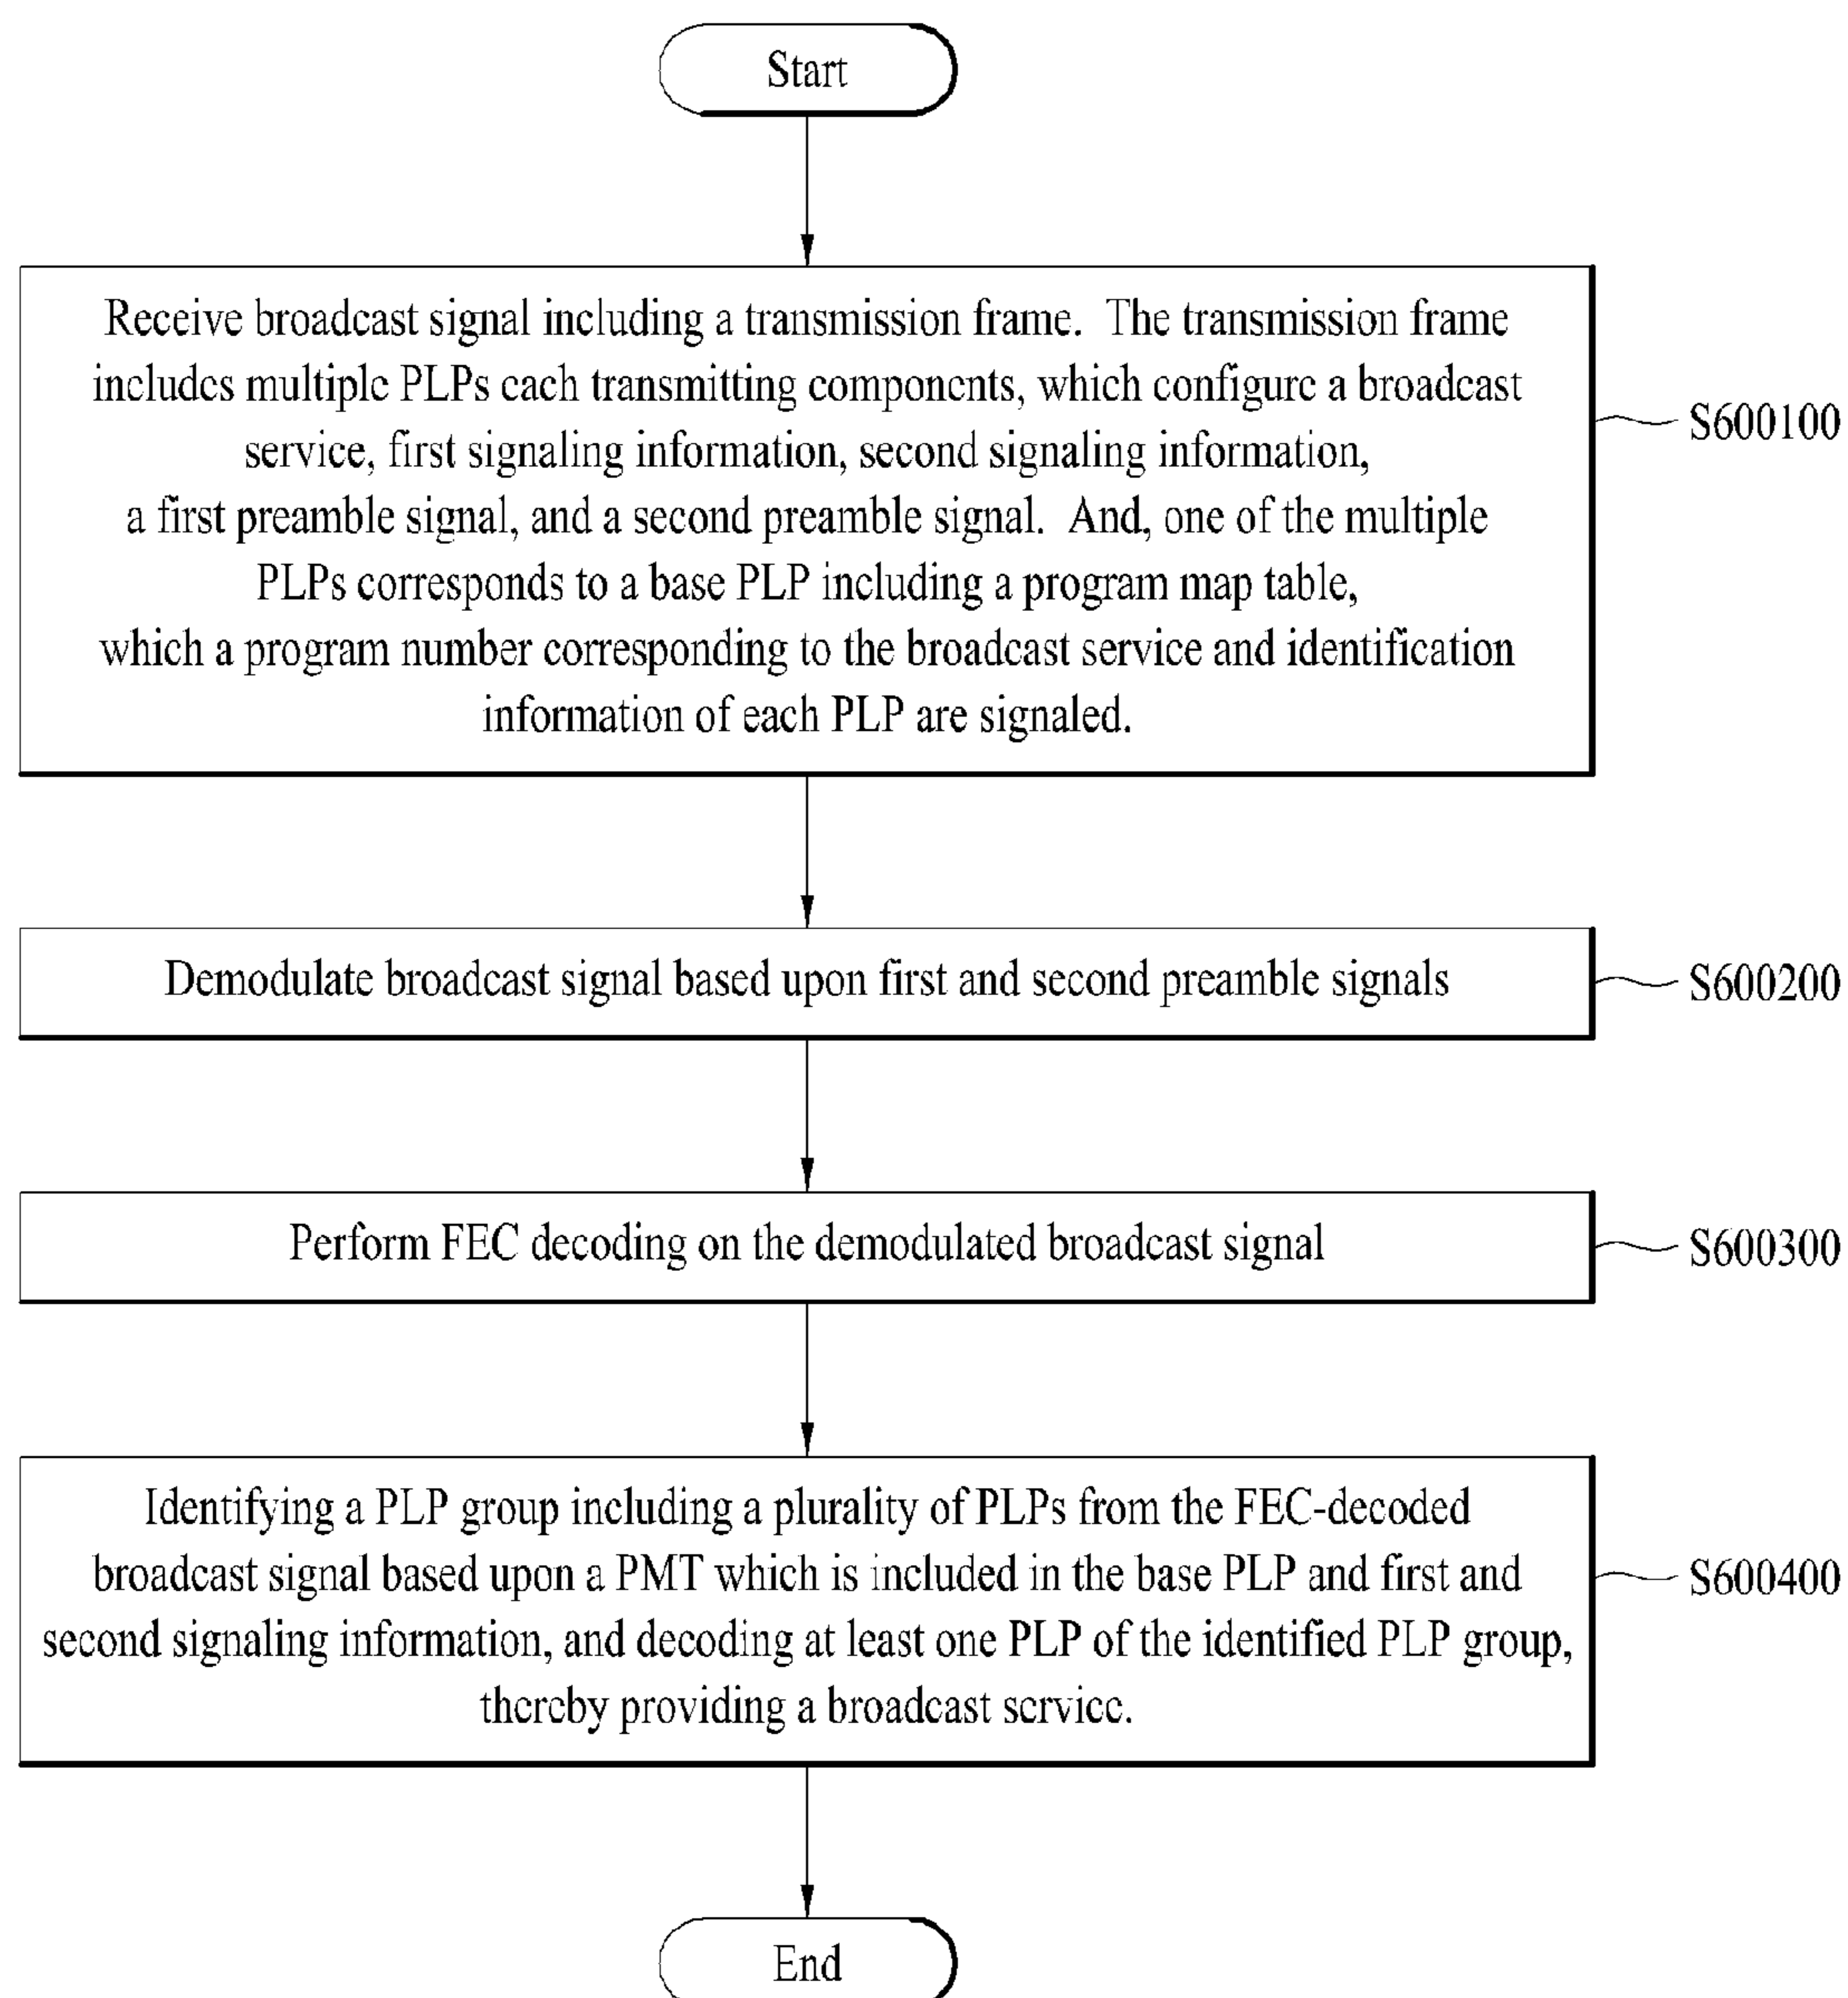 Start
Receive broadcast signal including a transmission frame. The transmission frame
includes multiple PLPs each transmitting components, which configure a broadcast
service, first signaling information, second signaling information,
a first preamble signal, and a second preamble signal. And, one of the multiple
PLPs corresponds to a base PLP including a program map table,
which a program number corresponding to the broadcast service and identification
information of each PLP are signaled.
S600100
Demodulate broadcast signal based upon first and second preamble signals
S600200
Perform FEC decoding on the demodulated broadcast signal
S600300
Identifying a PLP group including a plurality of PLPs from the FEC-decoded
broadcast signal based upon a PMT which is included in the base PLP and first and
second signaling information, and decoding at least one PLP of the identified PLP group,
thereby providing a broadcast service.
S600400
End